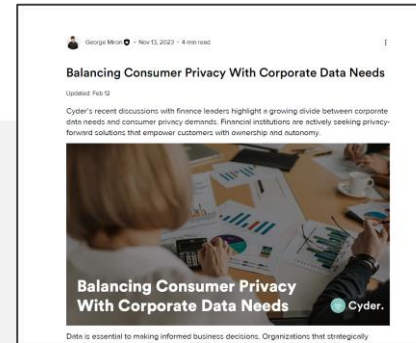 George Miron • Nov 13, 2023 • 4 min read
Balancing Consumer Privacy With Corporate Data Needs
Updated: Feb 12
Cyder's recent discussions with finance leaders highlight a growing divide between corporate
data needs and consumer privacy demands. Financial institutions are actively seeking privacy-
forward solutions that empower customers with ownership and autonomy.
Balancing Consumer Privacy
With Corporate Data Needs
Cyder.
Data is essential to making informed business decisions. Organizations that strategically